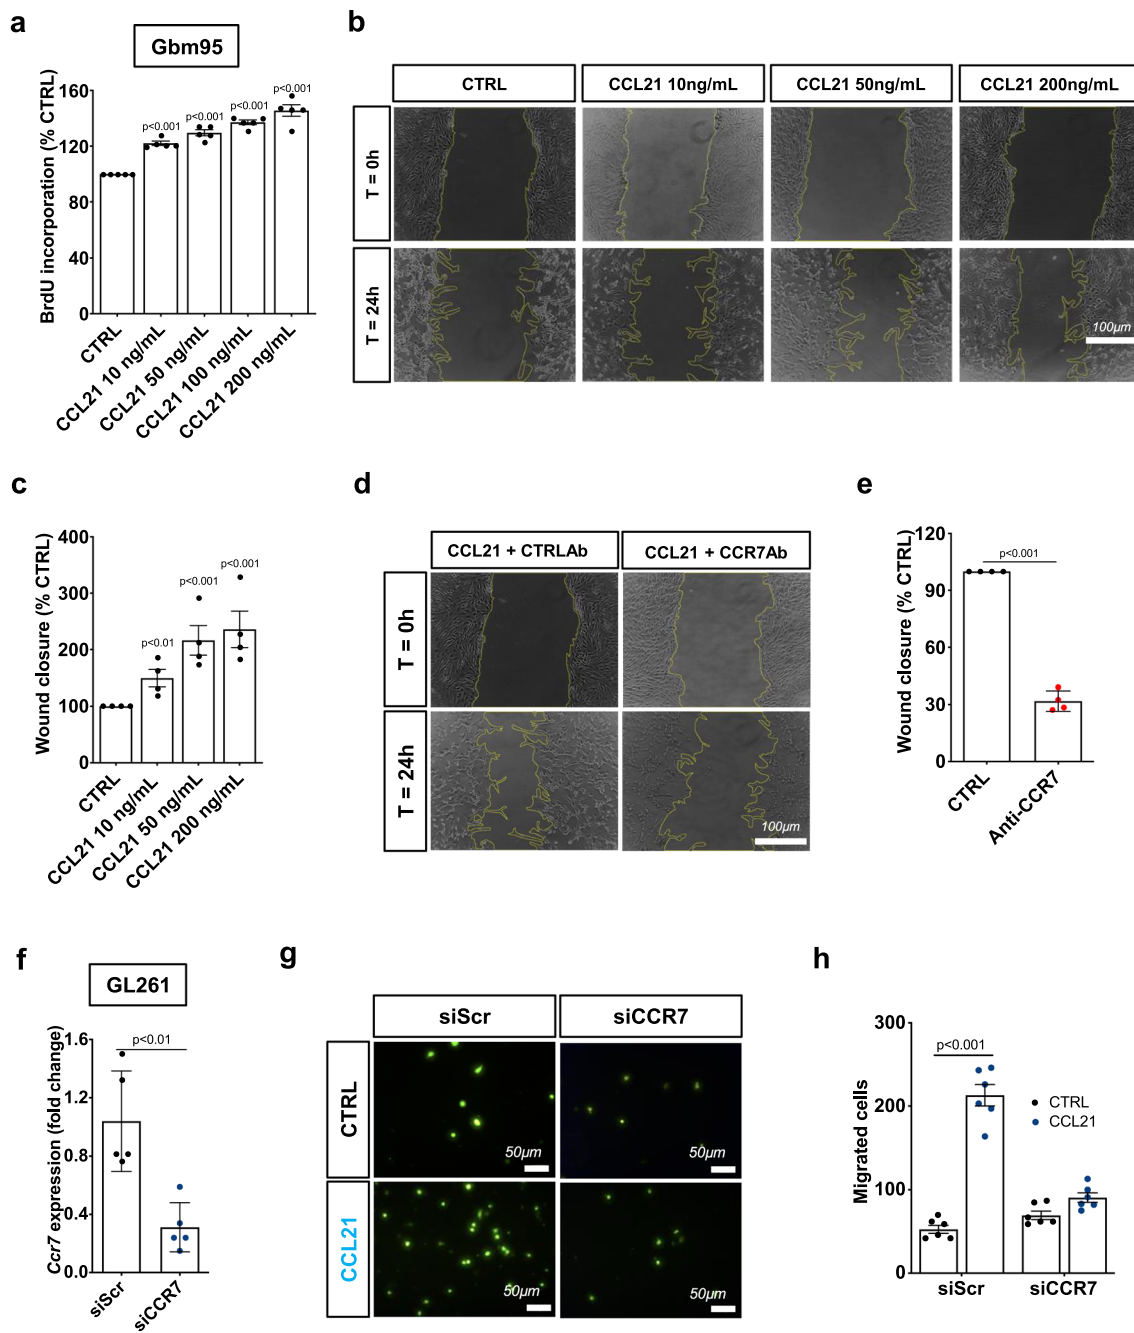 a
Gbm95
BrdU incorporation (% CTRL)
160
120
80
40
0
p<0.001
p<0.001
p<0.001
p<0.001
CTRL
CCL21 10 ng/mL
CCL21 50 ng/mL
CCL21 100 ng/mL
CCL21 200 ng/mL
b
CTRL
CCL21 10ng/mL
CCL21 50ng/mL
CCL21 200ng/mL
T = 0h
T = 24h
100µm
c
Wound closure (% CTRL)
400
300
200
100
0
p<0.01
p<0.001
p<0.001
CTRL
CCL21 10 ng/mL
CCL21 50 ng/mL
CCL21 200 ng/mL
d
CCL21 + CTRLAb
CCL21 + CCR7Ab
T = 0h
T = 24h
100µm
e
Wound closure (% CTRL)
120
90
60
30
0
p<0.001
CTRL
Anti-CCR7
f
GL261
Ccr7 expression (fold change)
1.6
1.2
0.8
0.4
0.0
p<0.01
siScr
siCCR7
g
siScr
siCCR7
CTRL
50µm
50µm
CCL21
50µm
50µm
h
Migrated cells
300
200
100
0
p<0.001
CTRL
CCL21
siScr
siCCR7